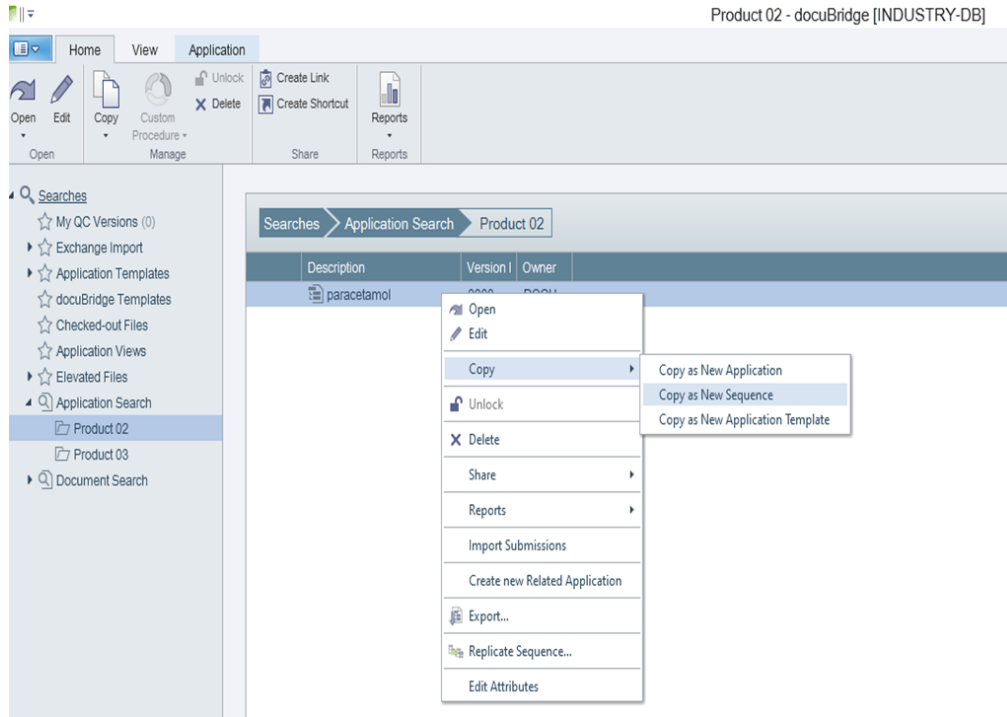 Product 02 - docuBridge [INDUSTRY-DB]
Home View Application
Open
Edit
Copy
Custom Procedure
Unlock
Delete
Create Link
Create Shortcut
Reports
Open Manage Share Reports
Searches
My QC Versions (0)
Exchange Import
Application Templates
docuBridge Templates
Checked-out Files
Application Views
Elevated Files
Application Search
Product 02
Product 03
Document Search
Searches Application Search Product 02
Description Version I Owner
paracetamol
Open
Edit
Copy
Unlock
Delete
Share
Reports
Import Submissions
Create new Related Application
Export...
Replicate Sequence...
Edit Attributes
Copy as New Application
Copy as New Sequence
Copy as New Application Template